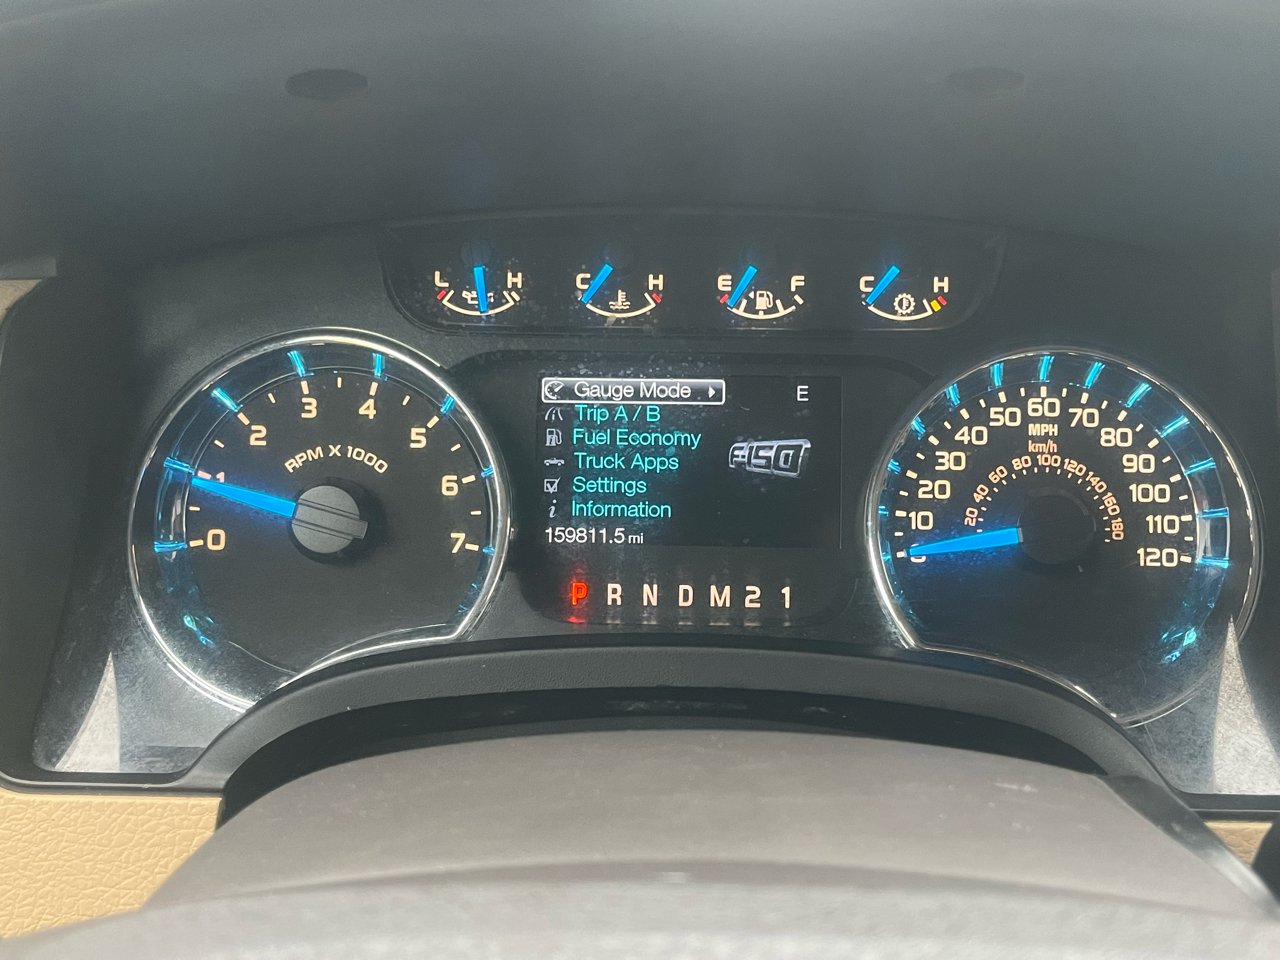 L H C H E F C H
0 1 2 3 4 5 6 7
RPM X 1000
Gauge Mode
Trip A / B
Fuel Economy
Truck Apps
Settings
Information
159811.5 mi
E
F150
P R N D M 2 1
0 10 20 30 40 50 60 70 80 90 100 110 120
MPH
km/h
20 40 60 80 100 120 140 160 180